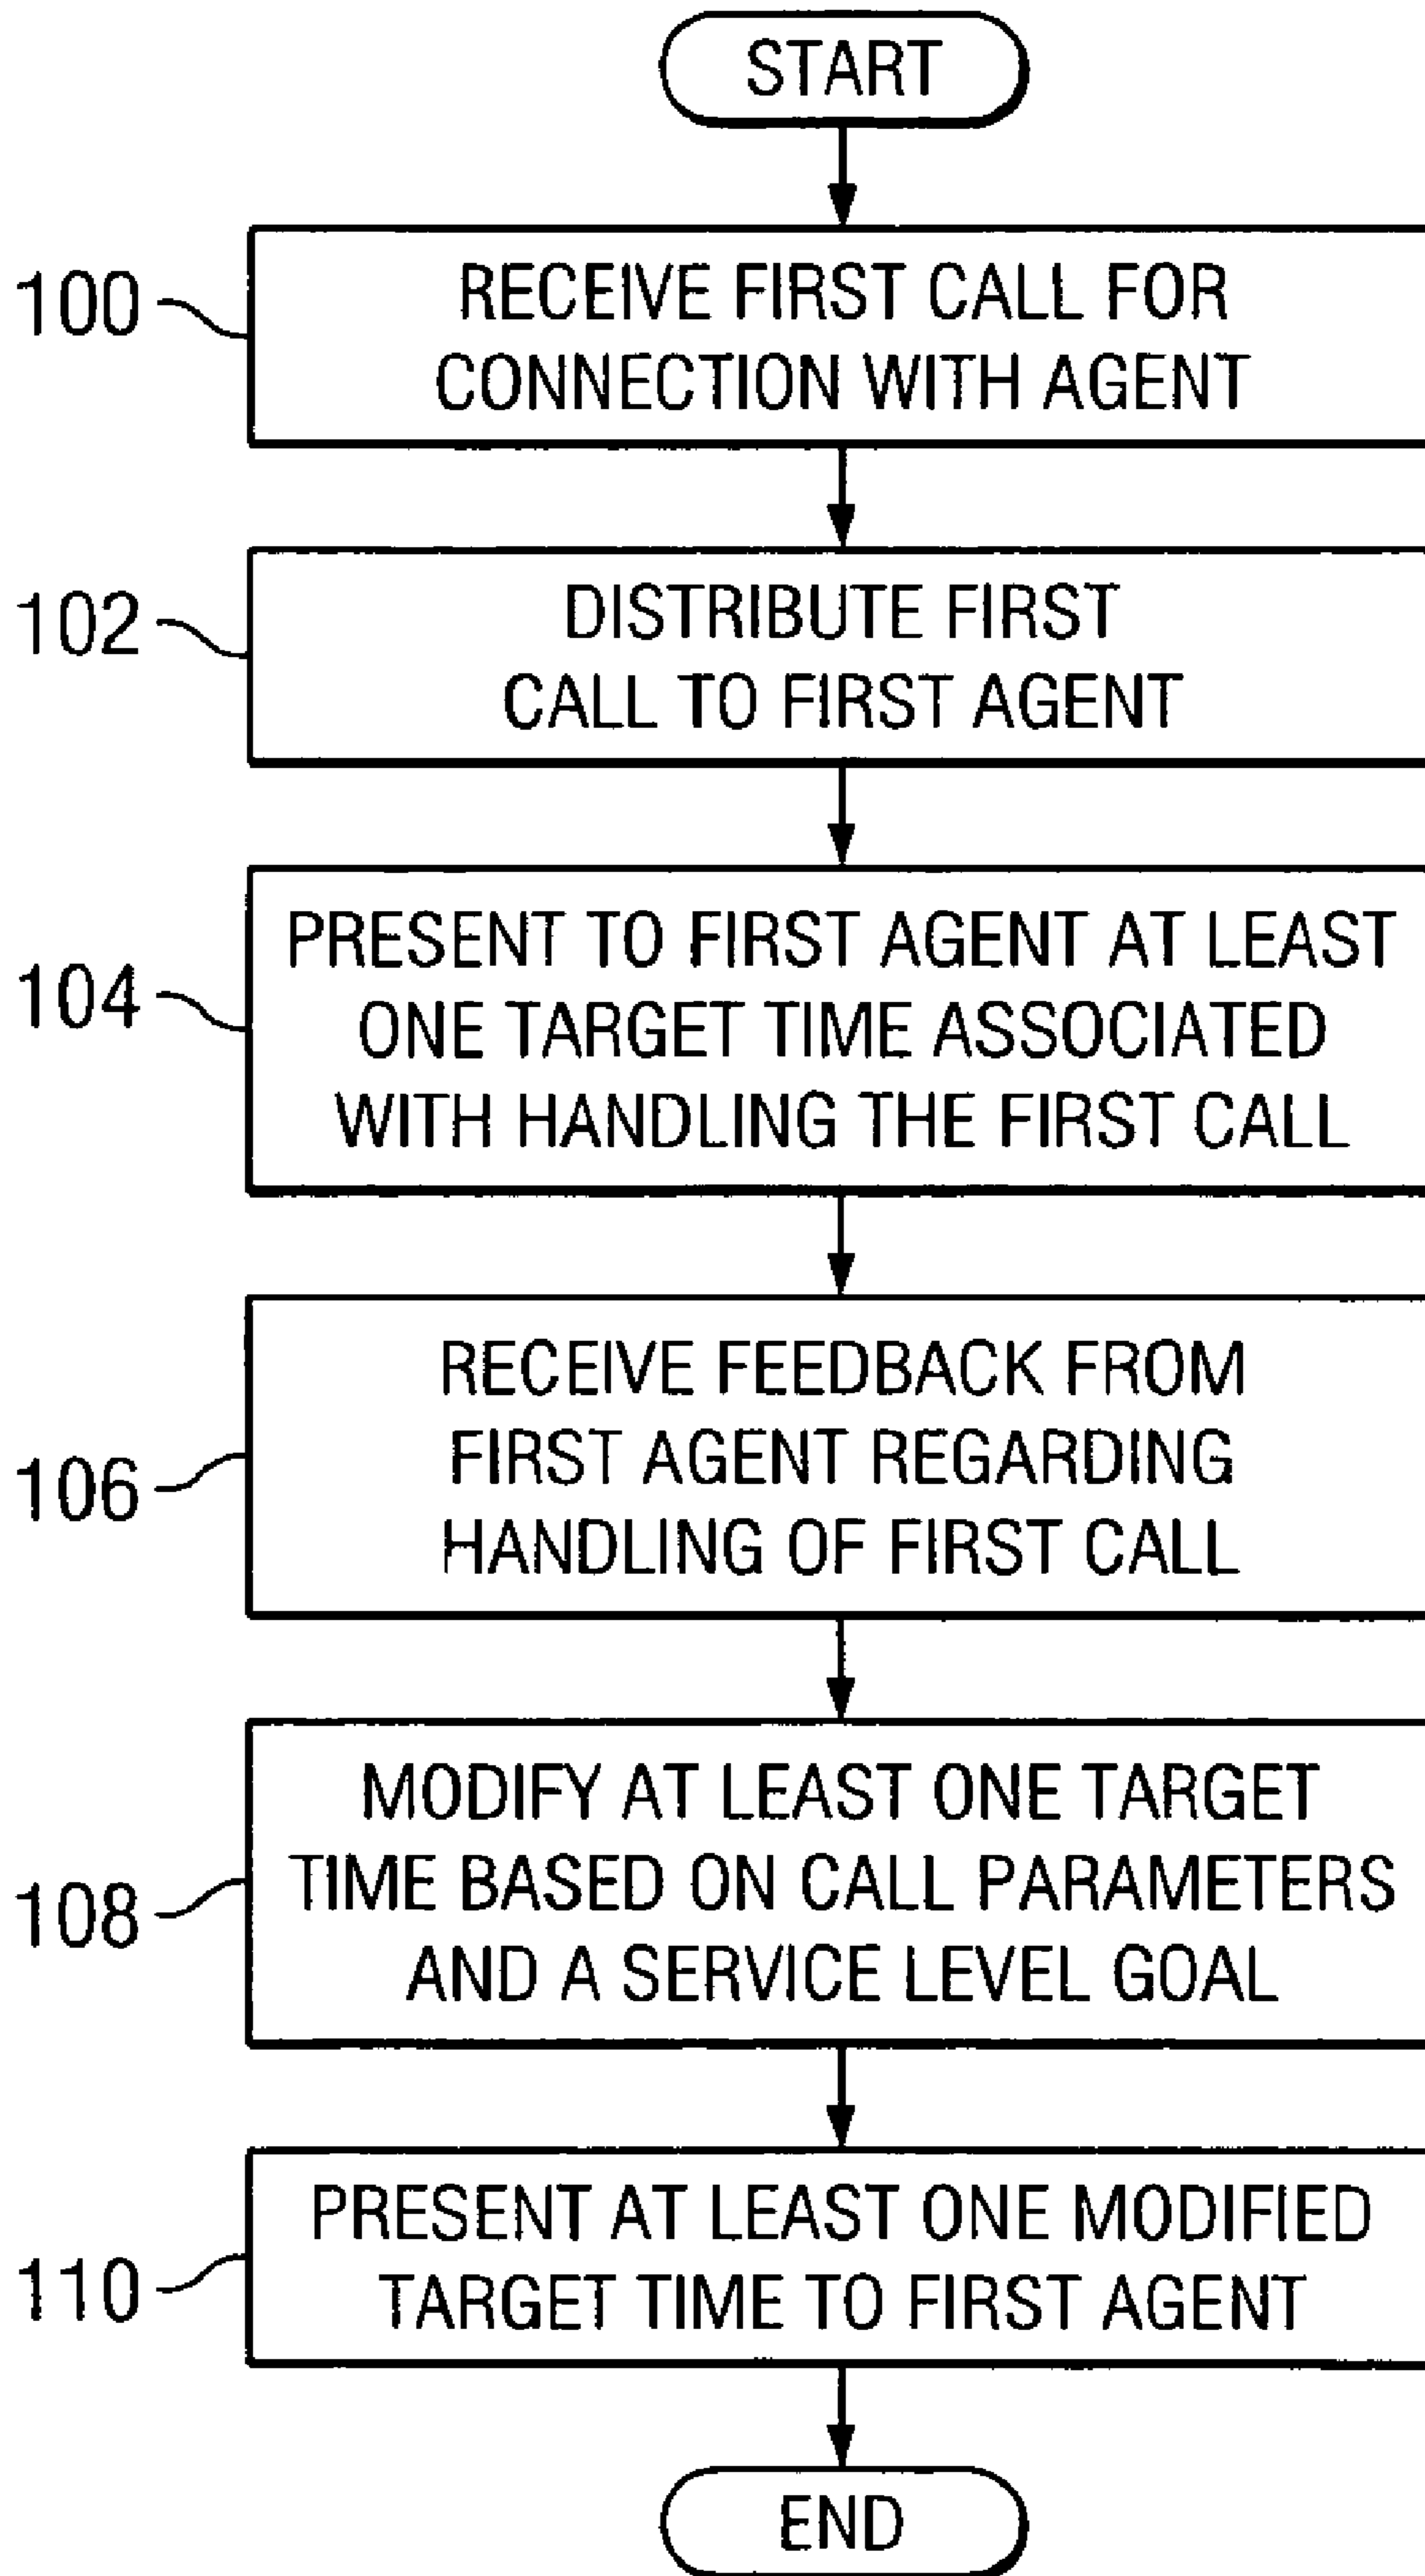 START
100
RECEIVE FIRST CALL FOR
CONNECTION WITH AGENT
102
DISTRIBUTE FIRST
CALL TO FIRST AGENT
104
PRESENT TO FIRST AGENT AT LEAST
ONE TARGET TIME ASSOCIATED
WITH HANDLING THE FIRST CALL
106
RECEIVE FEEDBACK FROM
FIRST AGENT REGARDING
HANDLING OF FIRST CALL
108
MODIFY AT LEAST ONE TARGET
TIME BASED ON CALL PARAMETERS
AND A SERVICE LEVEL GOAL
110
PRESENT AT LEAST ONE MODIFIED
TARGET TIME TO FIRST AGENT
END